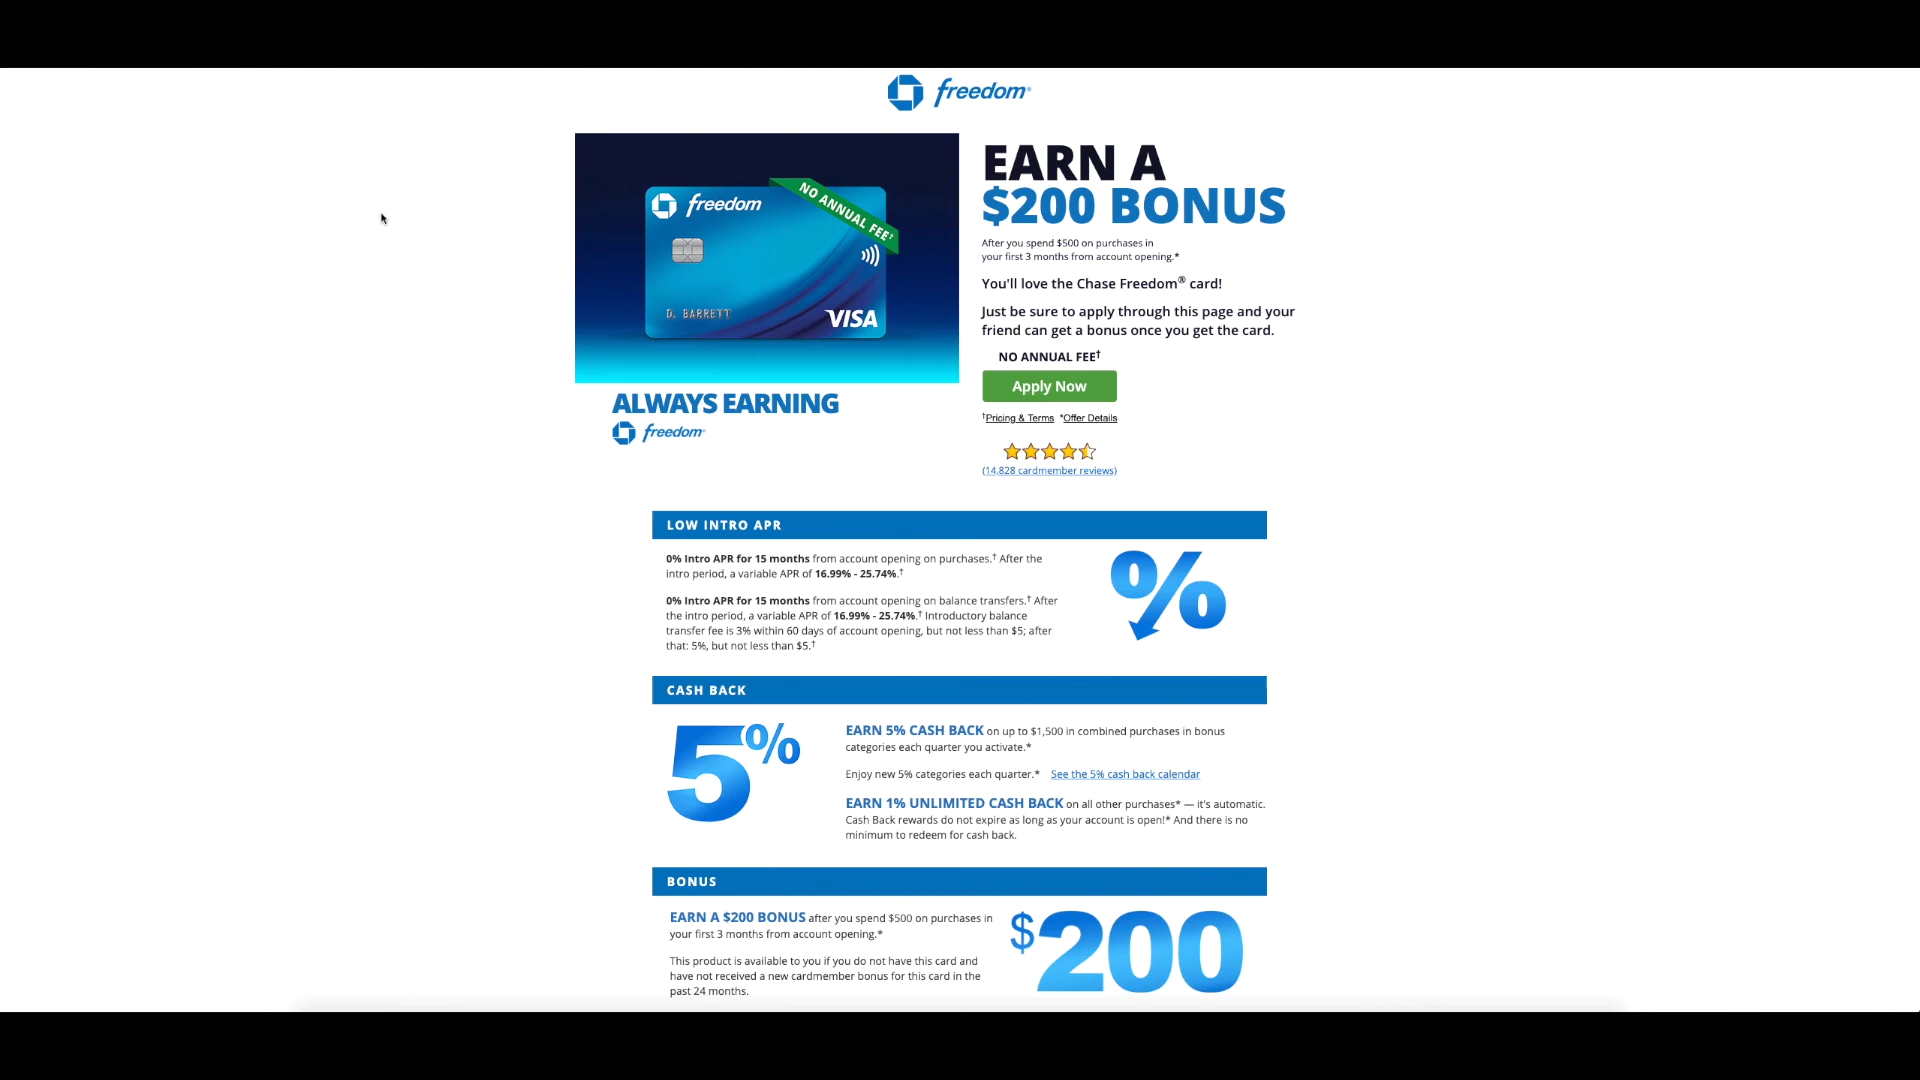 freedom®
freedom
NO ANNUAL FEE†
D. BARRETT
VISA
ALWAYS EARNING
freedom®
EARN A
$200 BONUS
After you spend $500 on purchases in
your first 3 months from account opening.*
You'll love the Chase Freedom® card!
Just be sure to apply through this page and your
friend can get a bonus once you get the card.
NO ANNUAL FEE†
Apply Now
†Pricing & Terms *Offer Details
(14,828 cardmember reviews)
LOW INTRO APR
0% Intro APR for 15 months from account opening on purchases.† After the
intro period, a variable APR of 16.99% - 25.74%.†
0% Intro APR for 15 months from account opening on balance transfers.† After
the intro period, a variable APR of 16.99% - 25.74%.† Introductory balance
transfer fee is 3% within 60 days of account opening, but not less than $5; after
that: 5%, but not less than $5.†
%
CASH BACK
5%
EARN 5% CASH BACK on up to $1,500 in combined purchases in bonus
categories each quarter you activate.*
Enjoy new 5% categories each quarter.* See the 5% cash back calendar
EARN 1% UNLIMITED CASH BACK on all other purchases* — it's automatic.
Cash Back rewards do not expire as long as your account is open!* And there is no
minimum to redeem for cash back.
BONUS
EARN A $200 BONUS after you spend $500 on purchases in
your first 3 months from account opening.*
This product is available to you if you do not have this card and
have not received a new cardmember bonus for this card in the
past 24 months.
$200